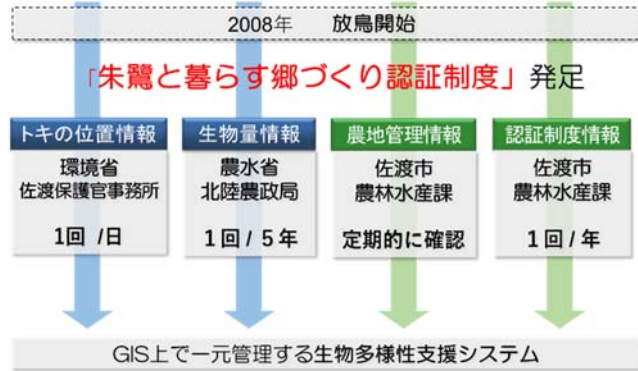 2008年 放鳥開始
「朱鷺と暮らす郷づくり認証制度」発足
トキの位置情報
環境省
佐渡保護官事務所
1回 /日
生物量情報
農水省
北陸農政局
1回/５年
農地管理情報
佐渡市
農林水産課
定期的に確認
認証制度情報
佐渡市
農林水産課
1回/年
GIS上で一元管理する生物多様性支援システム